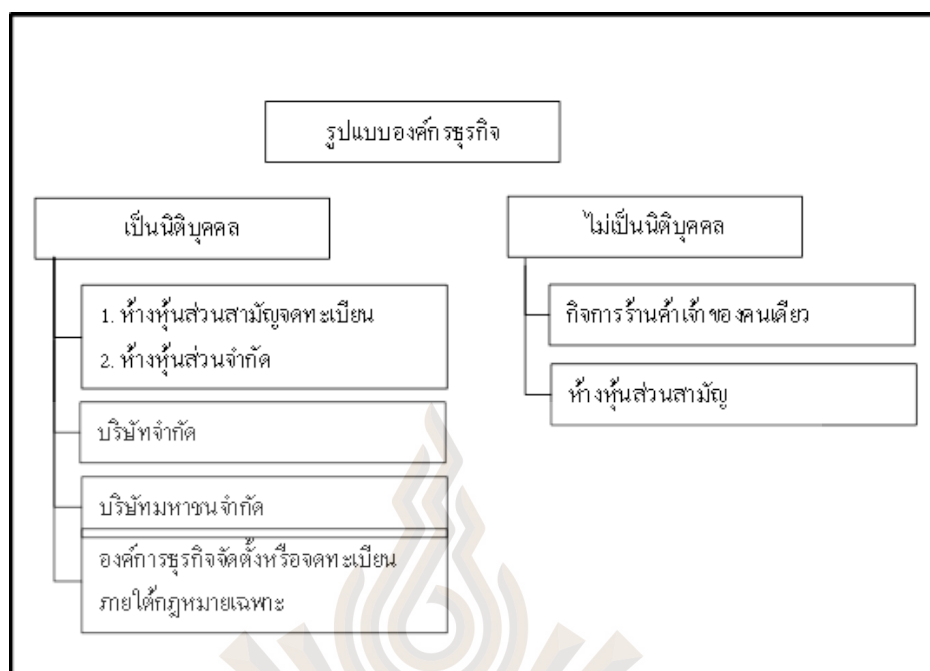 รูปแบบองค์กรธุรกิจ
เป็นนิติบุคคล
1. ห้างหุ้นส่วนสามัญจดทะเบียน
2. ห้างหุ้นส่วนจำกัด
บริษัทจำกัด
บริษัทมหาชนจำกัด
องค์การธุรกิจจัดตั้งหรือจดทะเบียน
ภายใต้กฎหมายเฉพาะ
ไม่เป็นนิติบุคคล
กิจการร้านค้าเจ้าของคนเดียว
ห้างหุ้นส่วนสามัญ